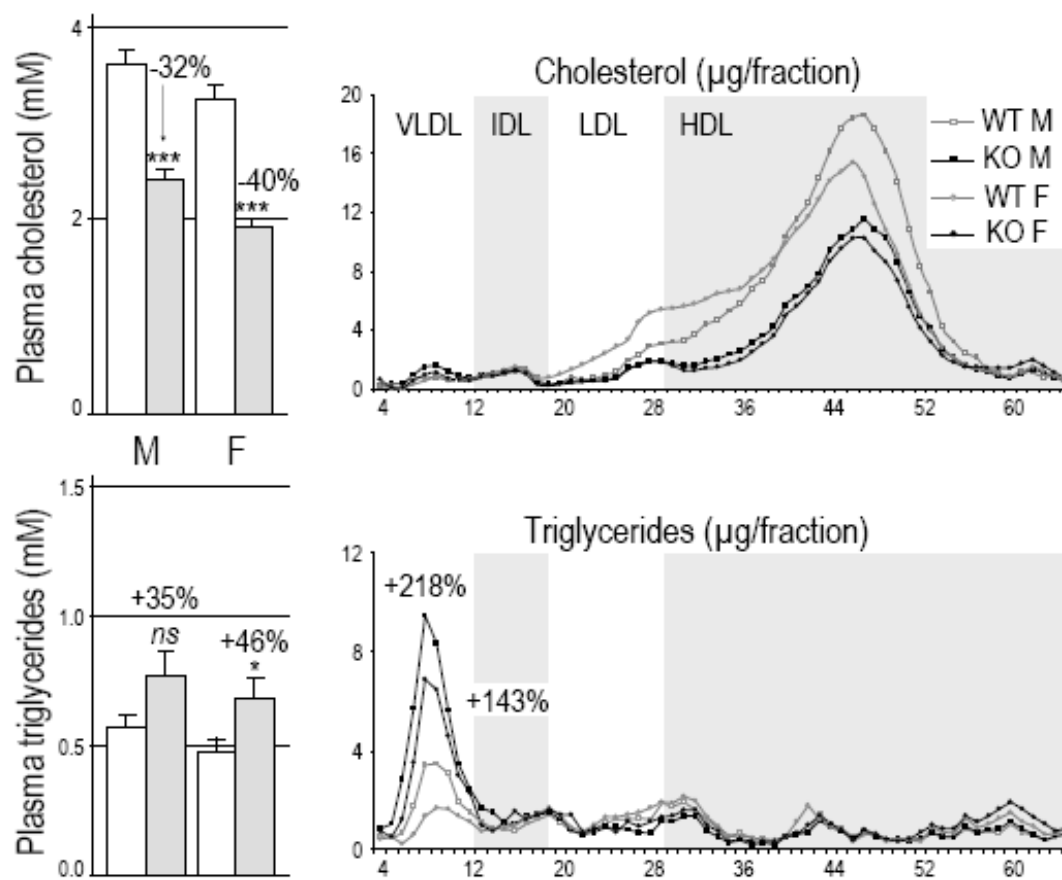 Plasma cholesterol (mM)
4
2
0
-32%
***
-40%
***
M F
Cholesterol (µg/fraction)
20
16
12
8
4
0
VLDL IDL LDL HDL
WT M
KO M
WT F
KO F
4 12 20 28 36 44 52 60
Plasma triglycerides (mM)
1.5
1.0
0.5
0.0
+35%
ns
+46%
*
Triglycerides (µg/fraction)
12
8
4
0
+218%
+143%
4 12 20 28 36 44 52 60